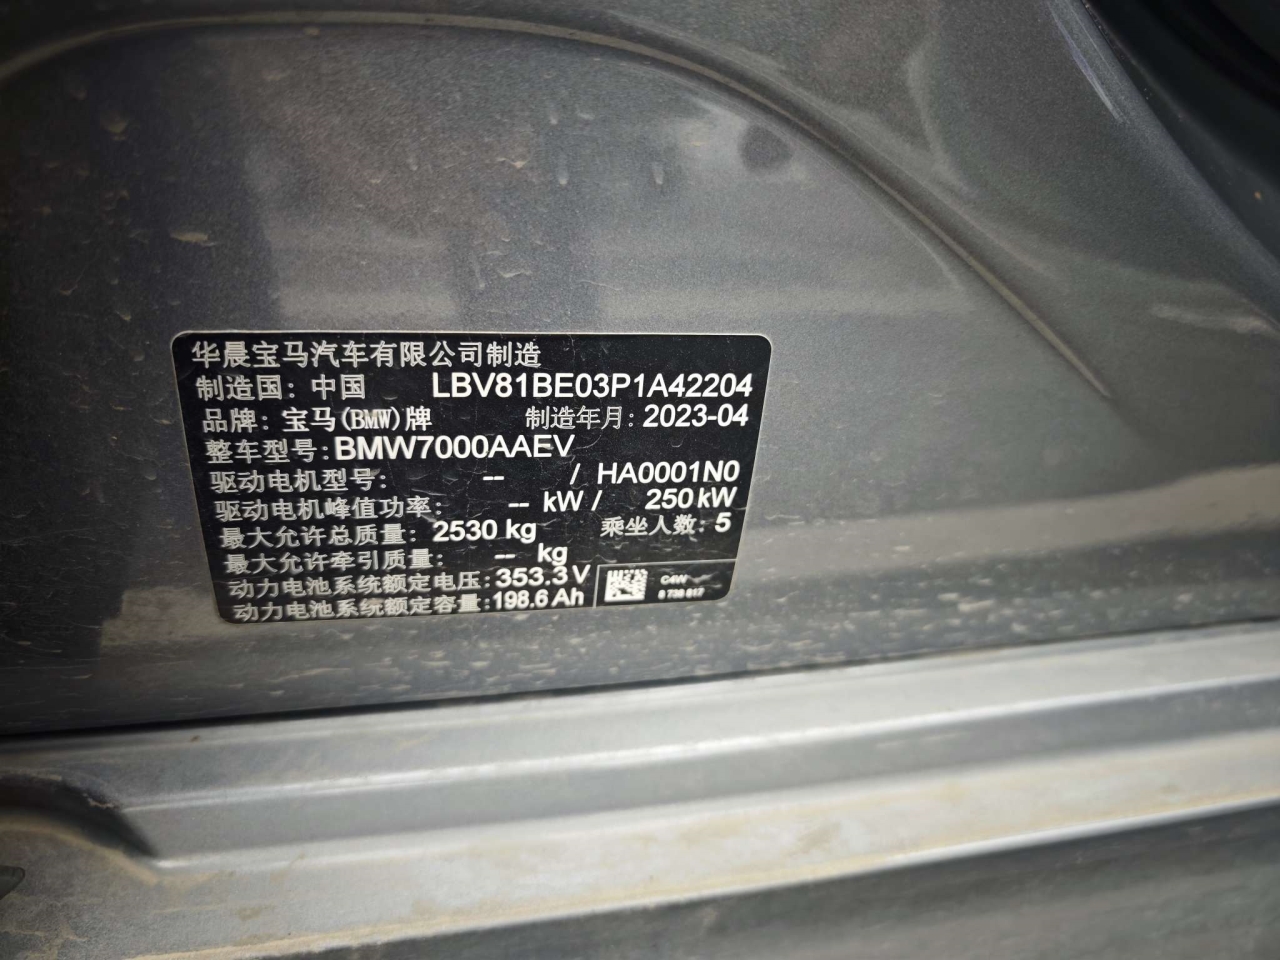 华晨宝马汽车有限公司制造
制造国: 中国 LBV81BE03P1A42204
品牌: 宝马(BMW)牌 制造年月: 2023-04
整车型号: BMW7000AAEV
驱动电机型号: -- / HA0001N0
驱动电机峰值功率: -- kW / 250 kW
最大允许总质量: 2530 kg 乘坐人数: 5
最大允许牵引质量: -- kg
动力电池系统额定电压: 353.3 V
动力电池系统额定容量: 198.6 Ah
C4W